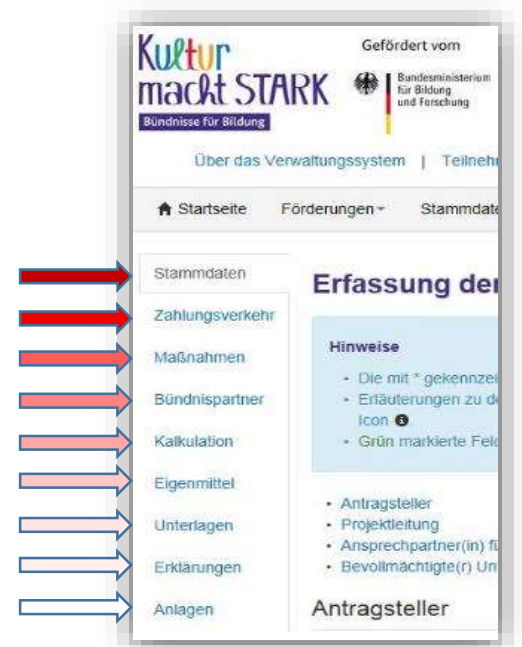 Kultur
macht STARK
Bündnisse für Bildung
Gefördert vom
Bundesministerium
für Bildung
und Forschung
Über das Verwaltungssystem | Teilneh
Startseite Förderungen Stammdate
Stammdaten
Zahlungsverkehr
Maßnahmen
Bündnispartner
Kalkulation
Eigenmittel
Unterlagen
Erklärungen
Anlagen
Erfassung der
Hinweise
• Die mit * gekennzei
• Erläuterungen zu de
Icon
• Grün markierte Feld
• Antragsteller
• Projektleitung
• Ansprechpartner(in) fü
• Bevollmächtigte(r) Un
Antragsteller